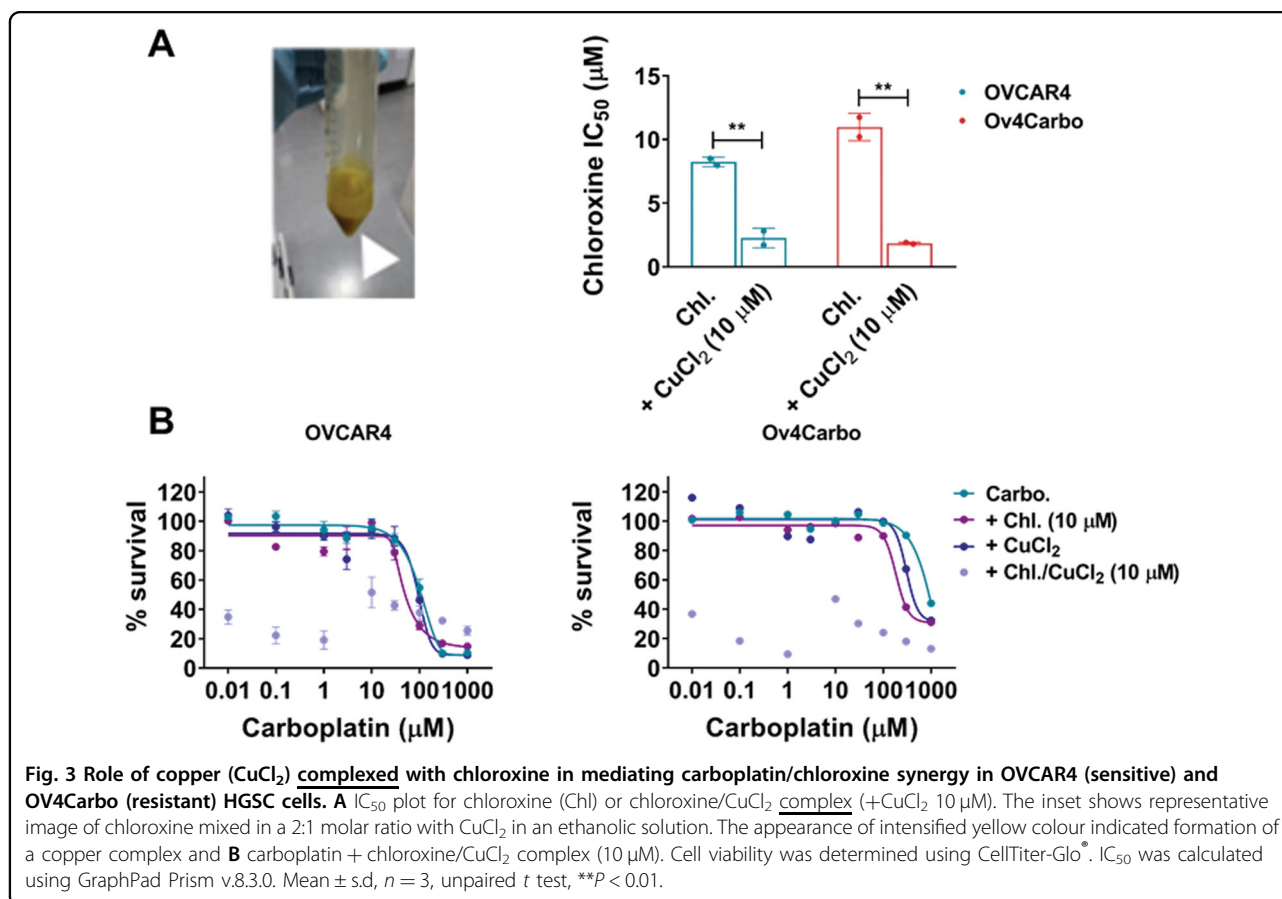 A
Chloroxine IC₅₀ (µM)
15
10
5
0
**
**
OVCAR4
Ov4Carbo
Chl.
+ CuCl₂ (10 µM)
Chl.
+ CuCl₂ (10 µM)
B
OVCAR4
% survival
120
100
80
60
40
20
0
0.01 0.1 1 10 1001000
Carboplatin (µM)
Ov4Carbo
% survival
120
100
80
60
40
20
0
0.01 0.1 1 10 1001000
Carboplatin (µM)
Carbo.
+ Chl. (10 µM)
+ CuCl₂
+ Chl./CuCl₂ (10 µM)
Fig. 3 Role of copper (CuCl₂) complexed with chloroxine in mediating carboplatin/chloroxine synergy in OVCAR4 (sensitive) and
OV4Carbo (resistant) HGSC cells. A IC₅₀ plot for chloroxine (Chl) or chloroxine/CuCl₂ complex (+CuCl₂ 10 µM). The inset shows representative
image of chloroxine mixed in a 2:1 molar ratio with CuCl₂ in an ethanolic solution. The appearance of intensified yellow colour indicated formation of
a copper complex and B carboplatin + chloroxine/CuCl₂ complex (10 µM). Cell viability was determined using CellTiter-Glo®. IC₅₀ was calculated
using GraphPad Prism v.8.3.0. Mean ± s.d, n = 3, unpaired t test, **P < 0.01.